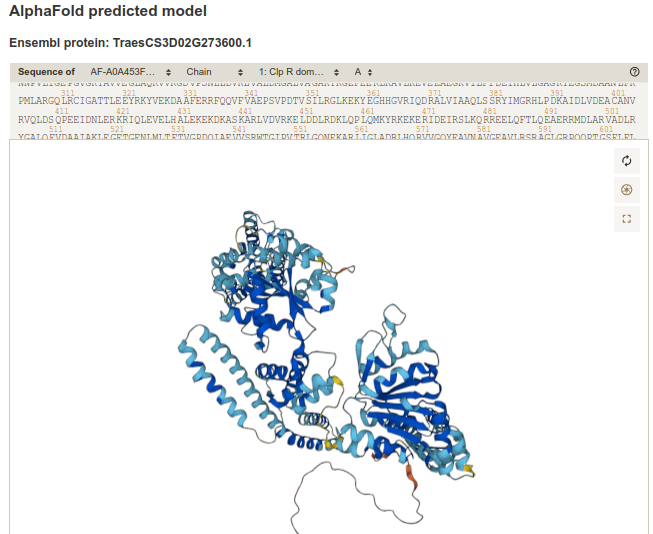 AlphaFold predicted model
Ensembl protein: TraesCS3D02G273600.1
Sequence of AF-A0A453F... Chain 1: Clp R dom... A
311 321 331 341 351 361 371 381 391 401
PMLARGQLRCIGATTLEEYRKYVEKDAAFERRFQQVFVAEPSVPDTVSILRGLKEKYEGHHGVRIQDRALVIAAQLSSRYIMGRHLPDKAIDLVDEACANV
411 421 431 441 451 461 471 481 491 501
RVQLDSQPEEIDNLERKRIQLEVELHALEKEKDKASKARLVDVRKELDDLRDKLQPLQMKYRKEKERIDEIRSLKQRREELQFTLQEAERRMDLARVADLR
511 521 531 541 551 561 571 581 591 601